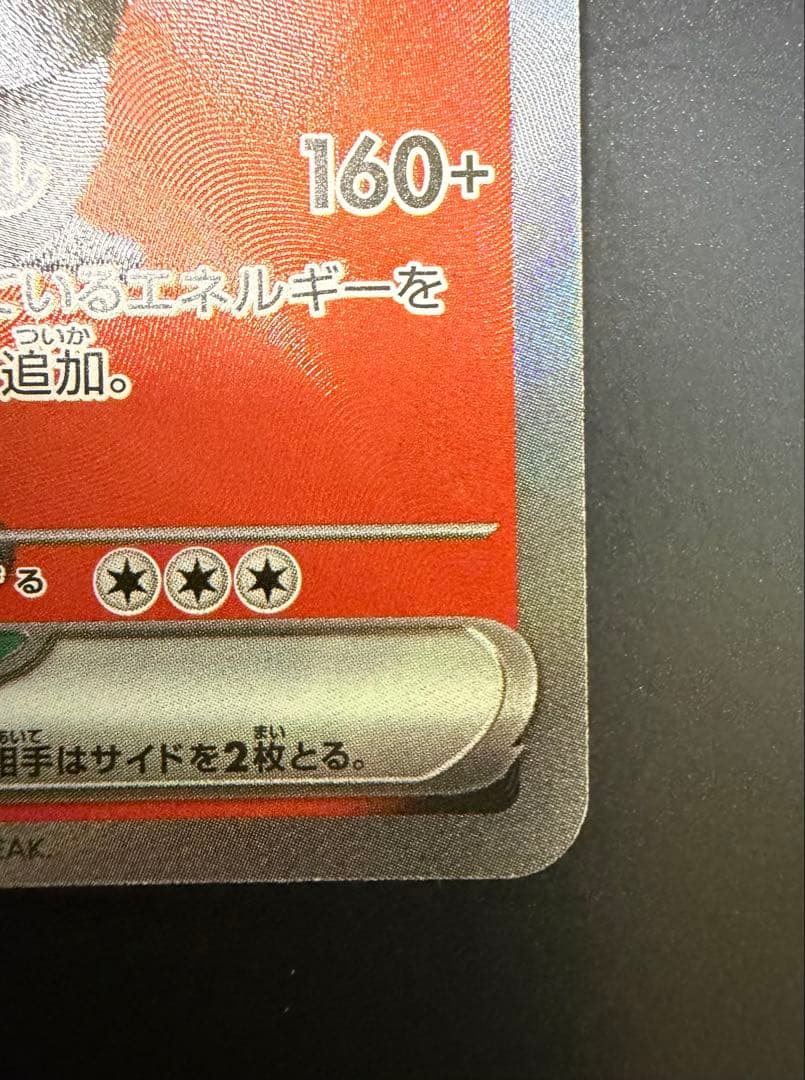 ル 160+
ているエネルギーを
ついか
追加。
る
あいて まい
相手はサイドを2枚とる。
EAK.